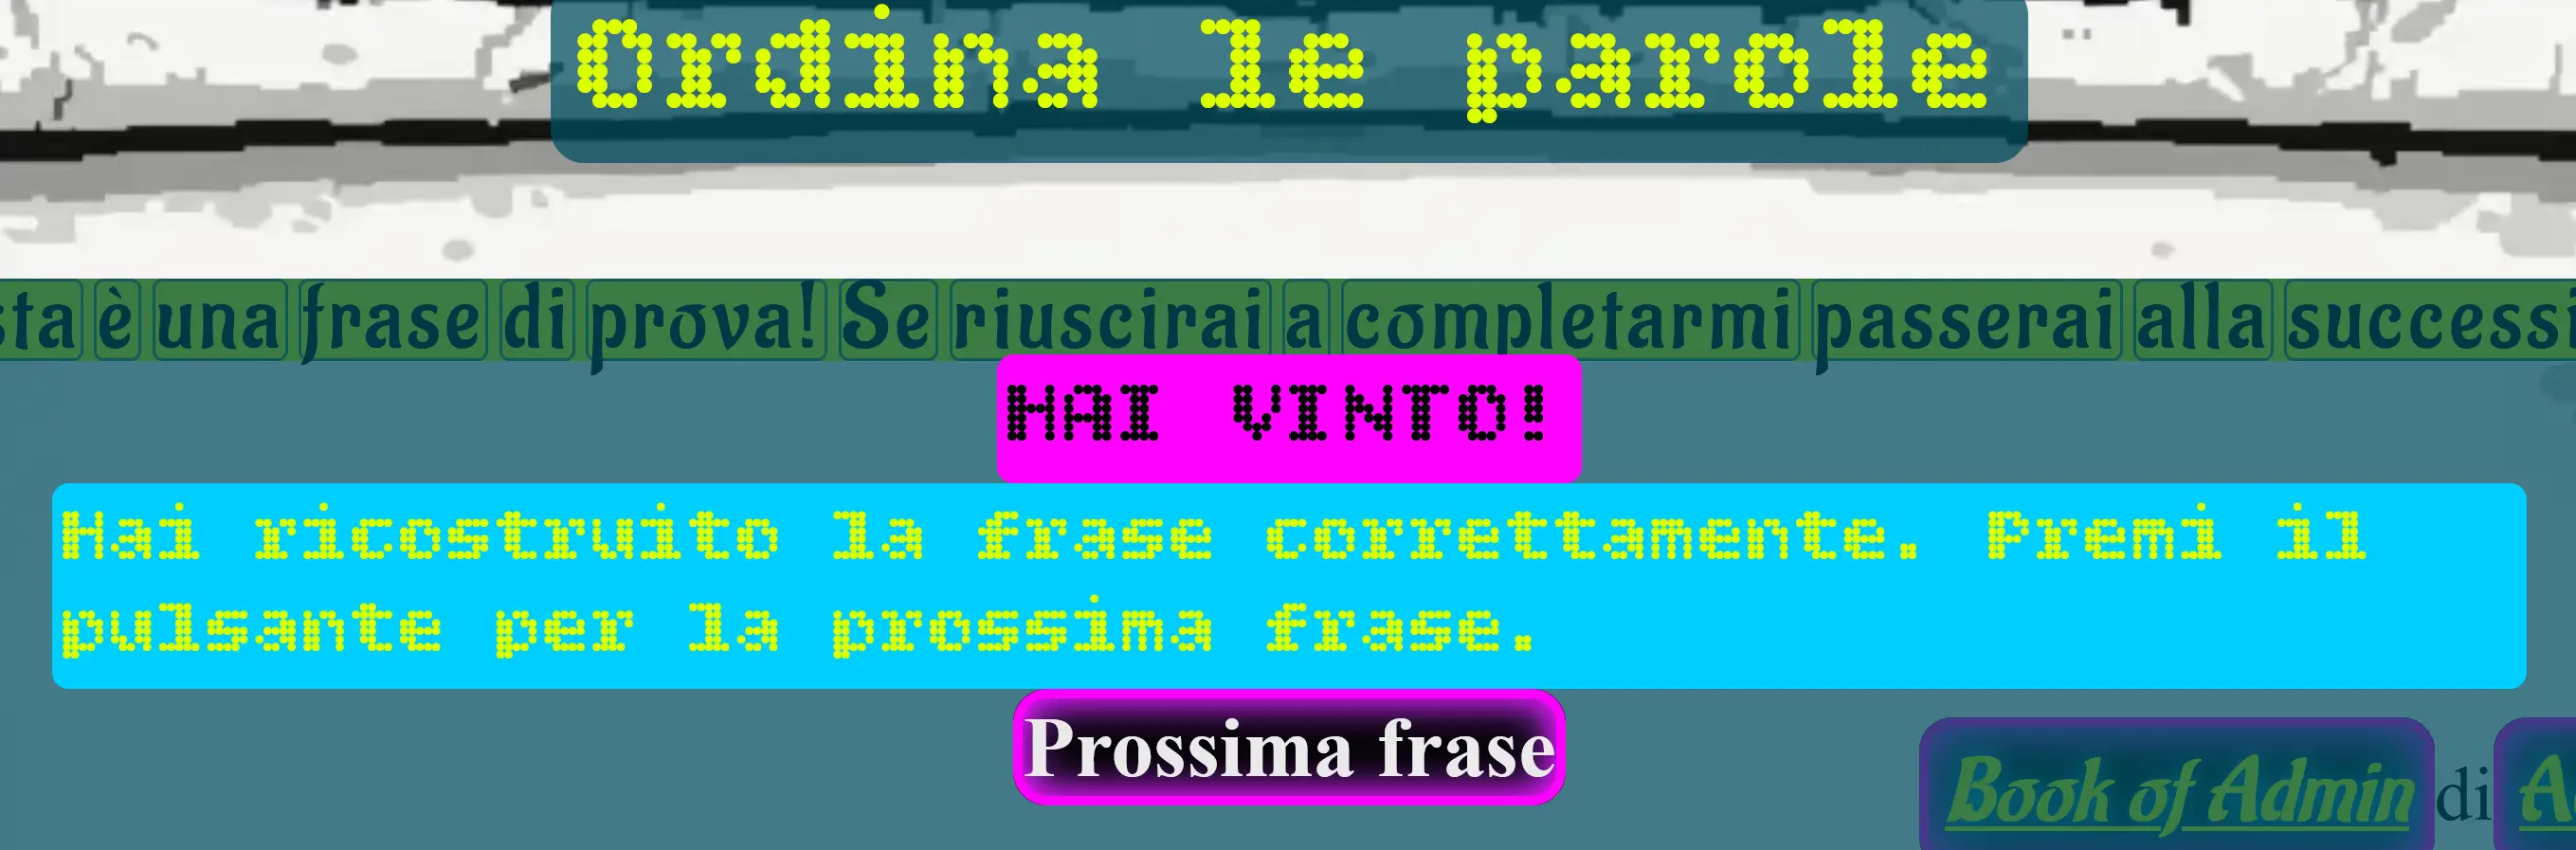 Ordina le parole
sta è una frase di prova! Se riuscirai a completarmi passerai alla successi
HAI VINTO!
Hai ricostruito la frase correttamente. Premi il
pulsante per la prossima frase.
Prossima frase
Book of Admin di A